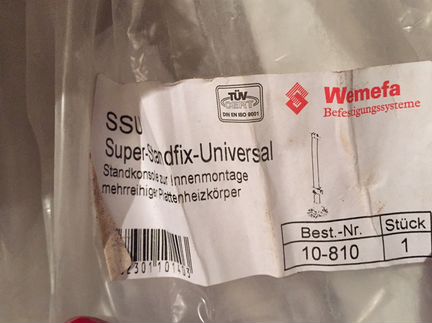 TÜV
CERT
DIN EN ISO 9001
Wemefa
Befestigungssysteme
SSU
Super-Standfix-Universal
Standkonsole zur Innenmontage
mehrreihiger Plattenheizkörper
Best.-Nr.
Stück
10-810
1